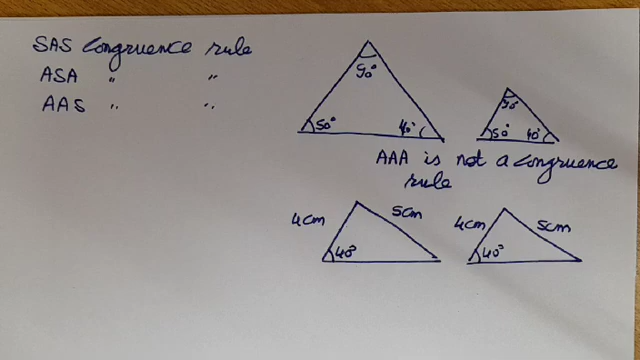 SAS Congruence rule
ASA " "
AAS " "
90°
50° 40°
90°
50° 40°
AAA is not a congruence
rule
4cm 5cm
40°
4cm 5cm
40°